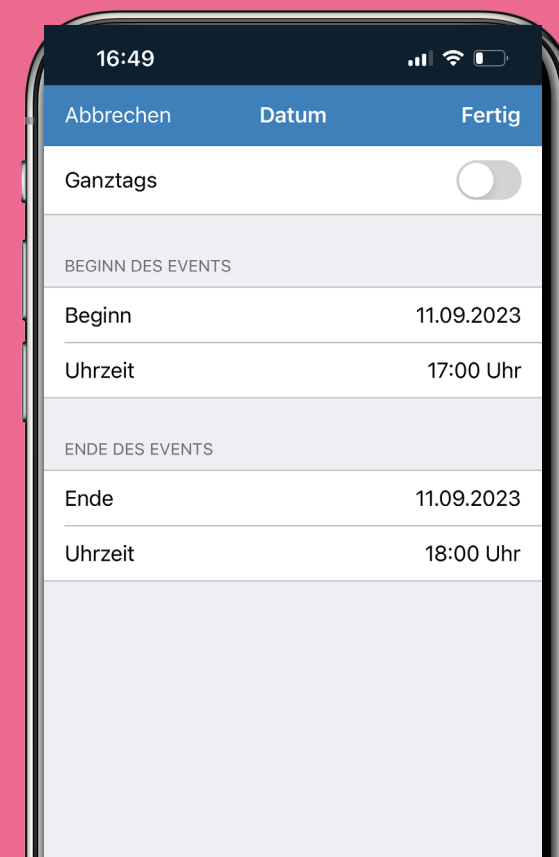 16:49
Abbrechen Datum Fertig
Ganztags
BEGINN DES EVENTS
Beginn 11.09.2023
Uhrzeit 17:00 Uhr
ENDE DES EVENTS
Ende 11.09.2023
Uhrzeit 18:00 Uhr